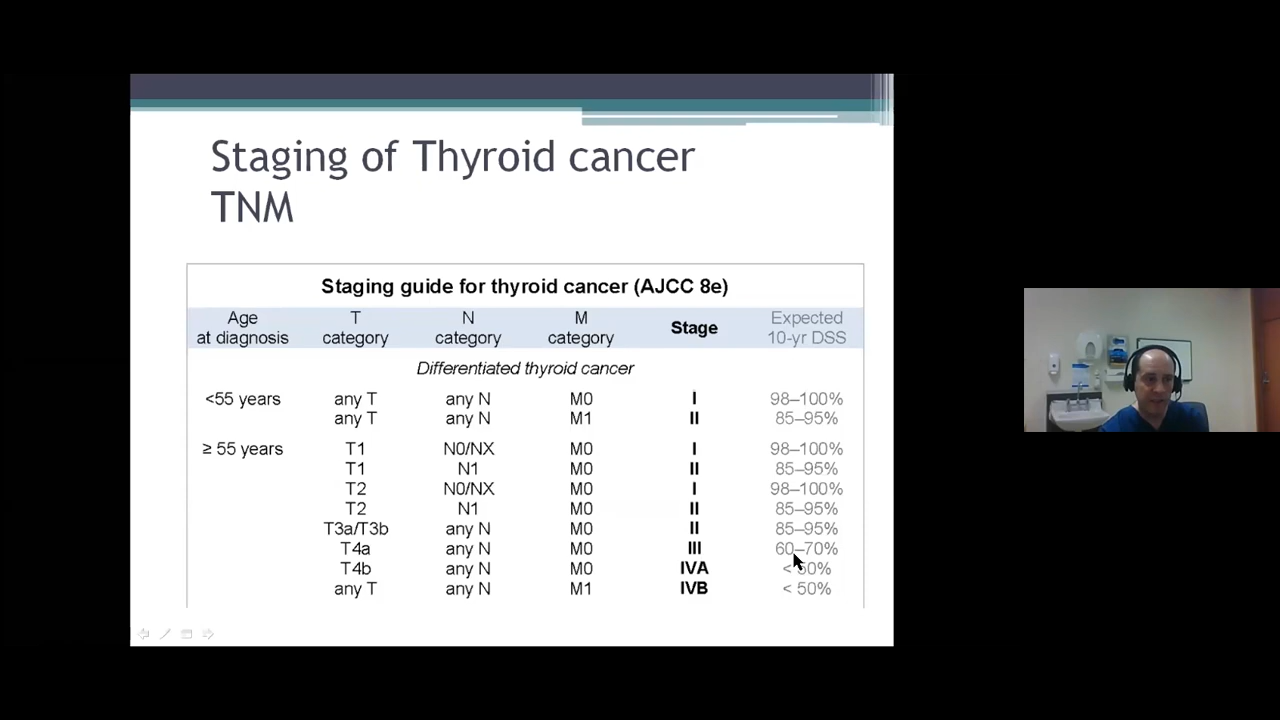 Staging of Thyroid cancer
TNM
Staging guide for thyroid cancer (AJCC 8e)
Age at diagnosis T category N category M category Stage Expected 10-yr DSS
Differentiated thyroid cancer
<55 years any T any N M0 I 98–100%
any T any N M1 II 85–95%
≥ 55 years T1 N0/NX M0 I 98–100%
T1 N1 M0 II 85–95%
T2 N0/NX M0 I 98–100%
T2 N1 M0 II 85–95%
T3a/T3b any N M0 II 85–95%
T4a any N M0 III 60–70%
T4b any N M0 IVA < 50%
any T any N M1 IVB < 50%